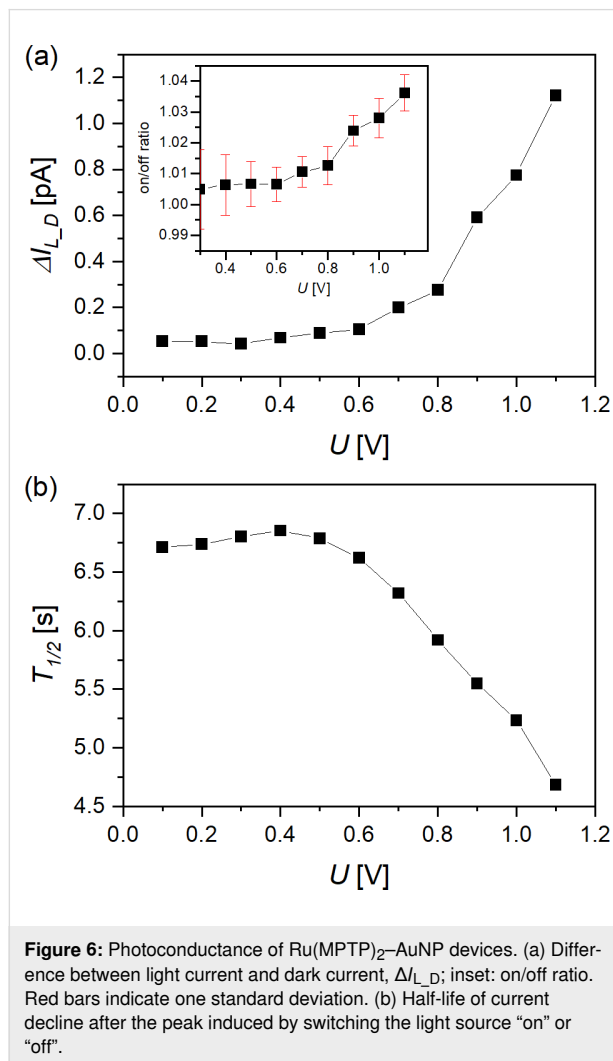 (a)
ΔI_{L_D} [pA]
1.2
1.0
0.8
0.6
0.4
0.2
0.0
0.0 0.2 0.4 0.6 0.8 1.0 1.2
U [V]
on/off ratio
1.04
1.03
1.02
1.01
1.00
0.99
0.4 0.6 0.8 1.0
U [V]
(b)
T_{1/2} [s]
7.0
6.5
6.0
5.5
5.0
4.5
0.0 0.2 0.4 0.6 0.8 1.0 1.2
U [V]
Figure 6: Photoconductance of Ru(MPTP)₂–AuNP devices. (a) Differ-
ence between light current and dark current, ΔI_{L_D}; inset: on/off ratio.
Red bars indicate one standard deviation. (b) Half-life of current
decline after the peak induced by switching the light source “on” or
“off”.